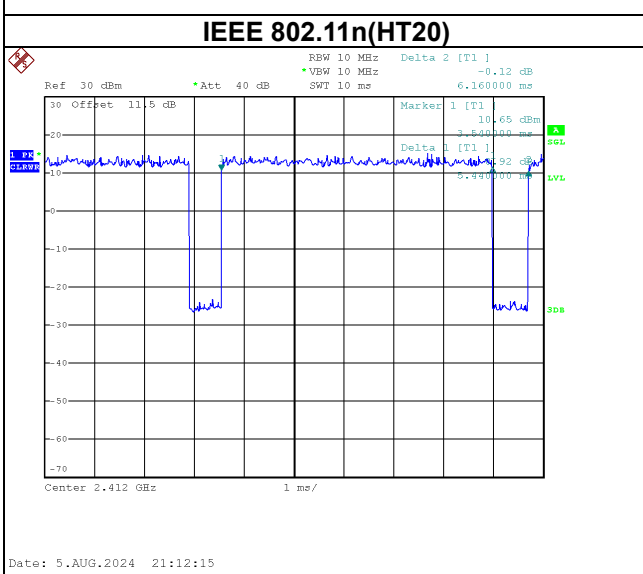 IEEE 802.11n(HT20)
R S
RBW 10 MHz Delta 2 [T1 ]
*VBW 10 MHz -0.12 dB
Ref 30 dBm *Att 40 dB SWT 10 ms 6.160000 ms
30 Offset 11.5 dB Marker 1 [T1 ]
10.65 dBm
20 3.540000 ms A
SGL
Delta 1 [T1 ]
1 PK *
CLRWR
10 5.440000 ms LVL
0
-10
-20
3DB
-30
-40
-50
-60
-70
Center 2.412 GHz 1 ms/
Date: 5.AUG.2024 21:12:15